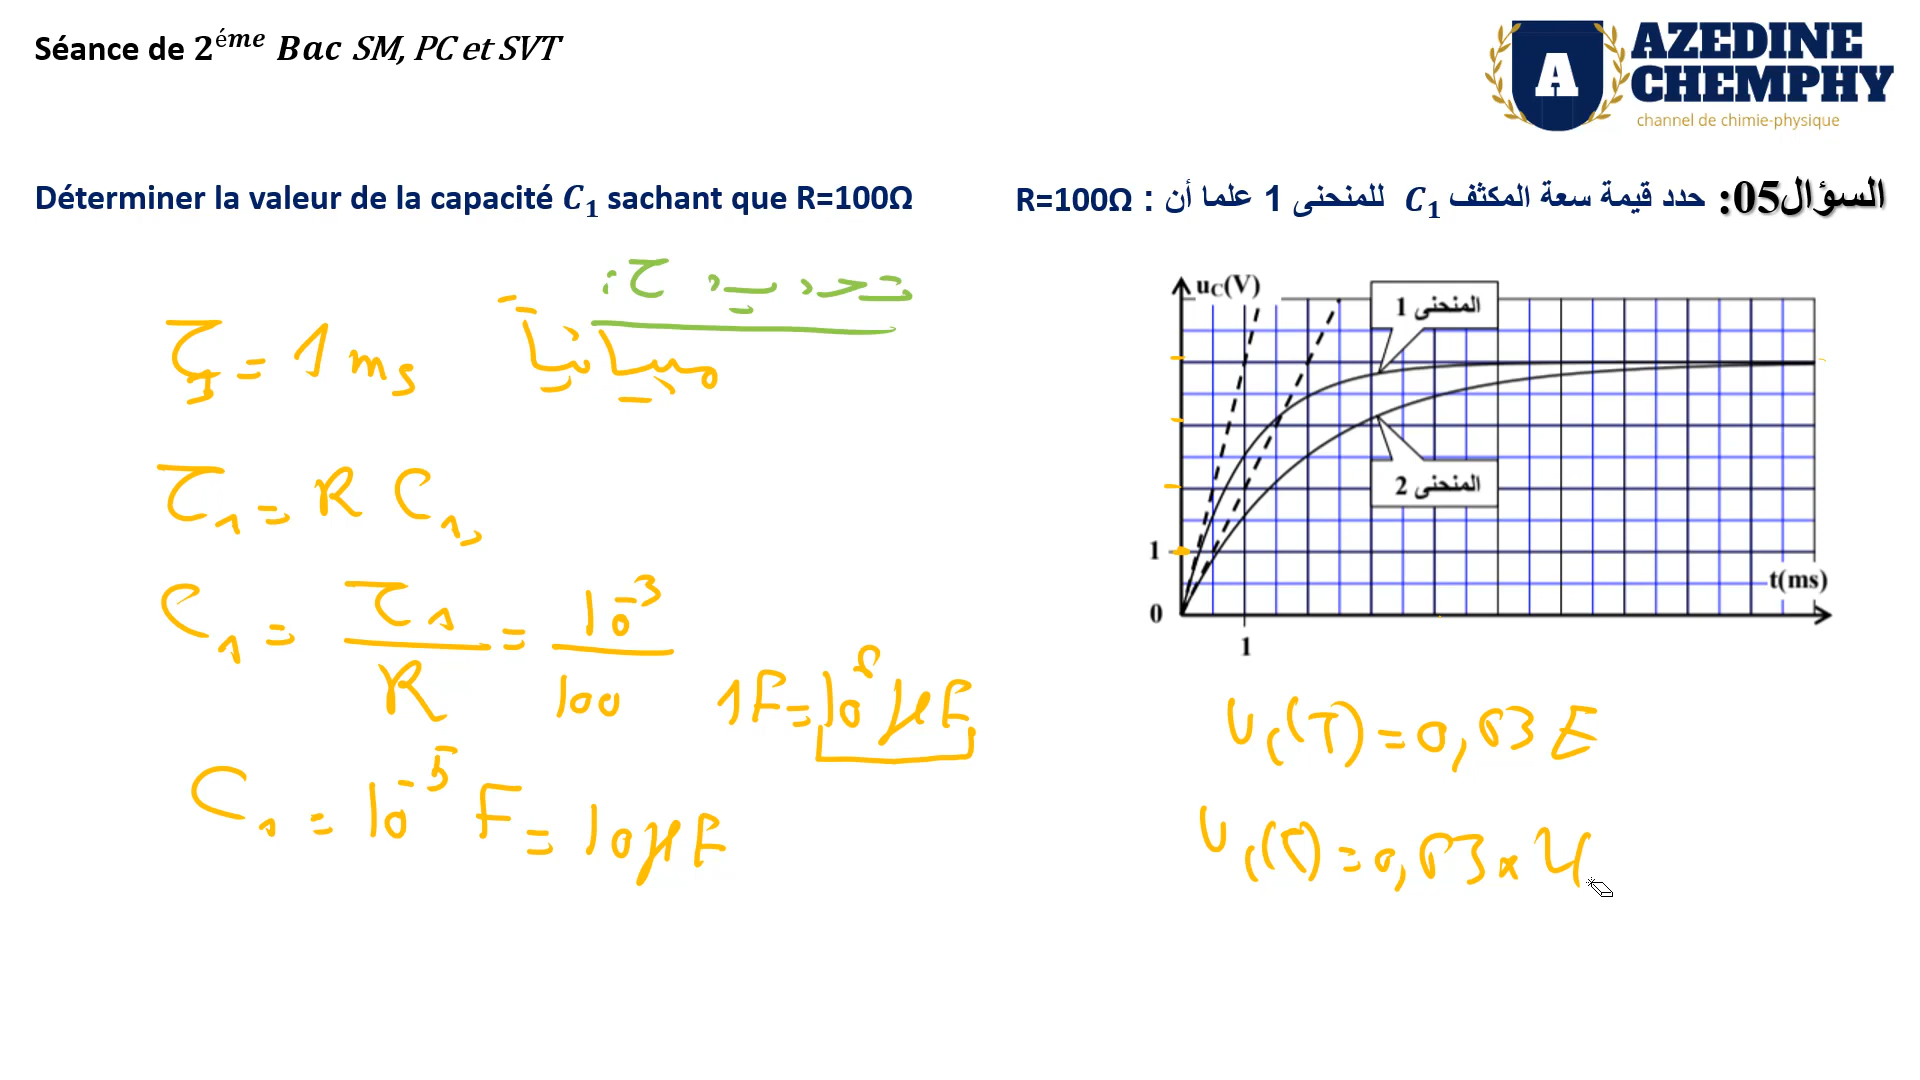 Séance de 2éme Bac SM, PC et SVT
AZEDINE
CHEMPHY
A
channel de chimie-physique
Déterminer la valeur de la capacité C₁ sachant que R=100Ω
السؤال05: حدد قيمة سعة المكثف C₁ للمنحنى 1 علما أن : R=100Ω
τ₁ = 1 ms
مبيانيا
τ₁ = R C₁
C₁ = τ₁/R = 10⁻³/100
1F = 10⁶ µF
C₁ = 10⁻⁵ F = 10µF
uC(V)
المنحنى 1
المنحنى 2
1
t(ms)
0
1
Uc(τ) = 0,63 E
Uc(τ) = 0,63 x 4